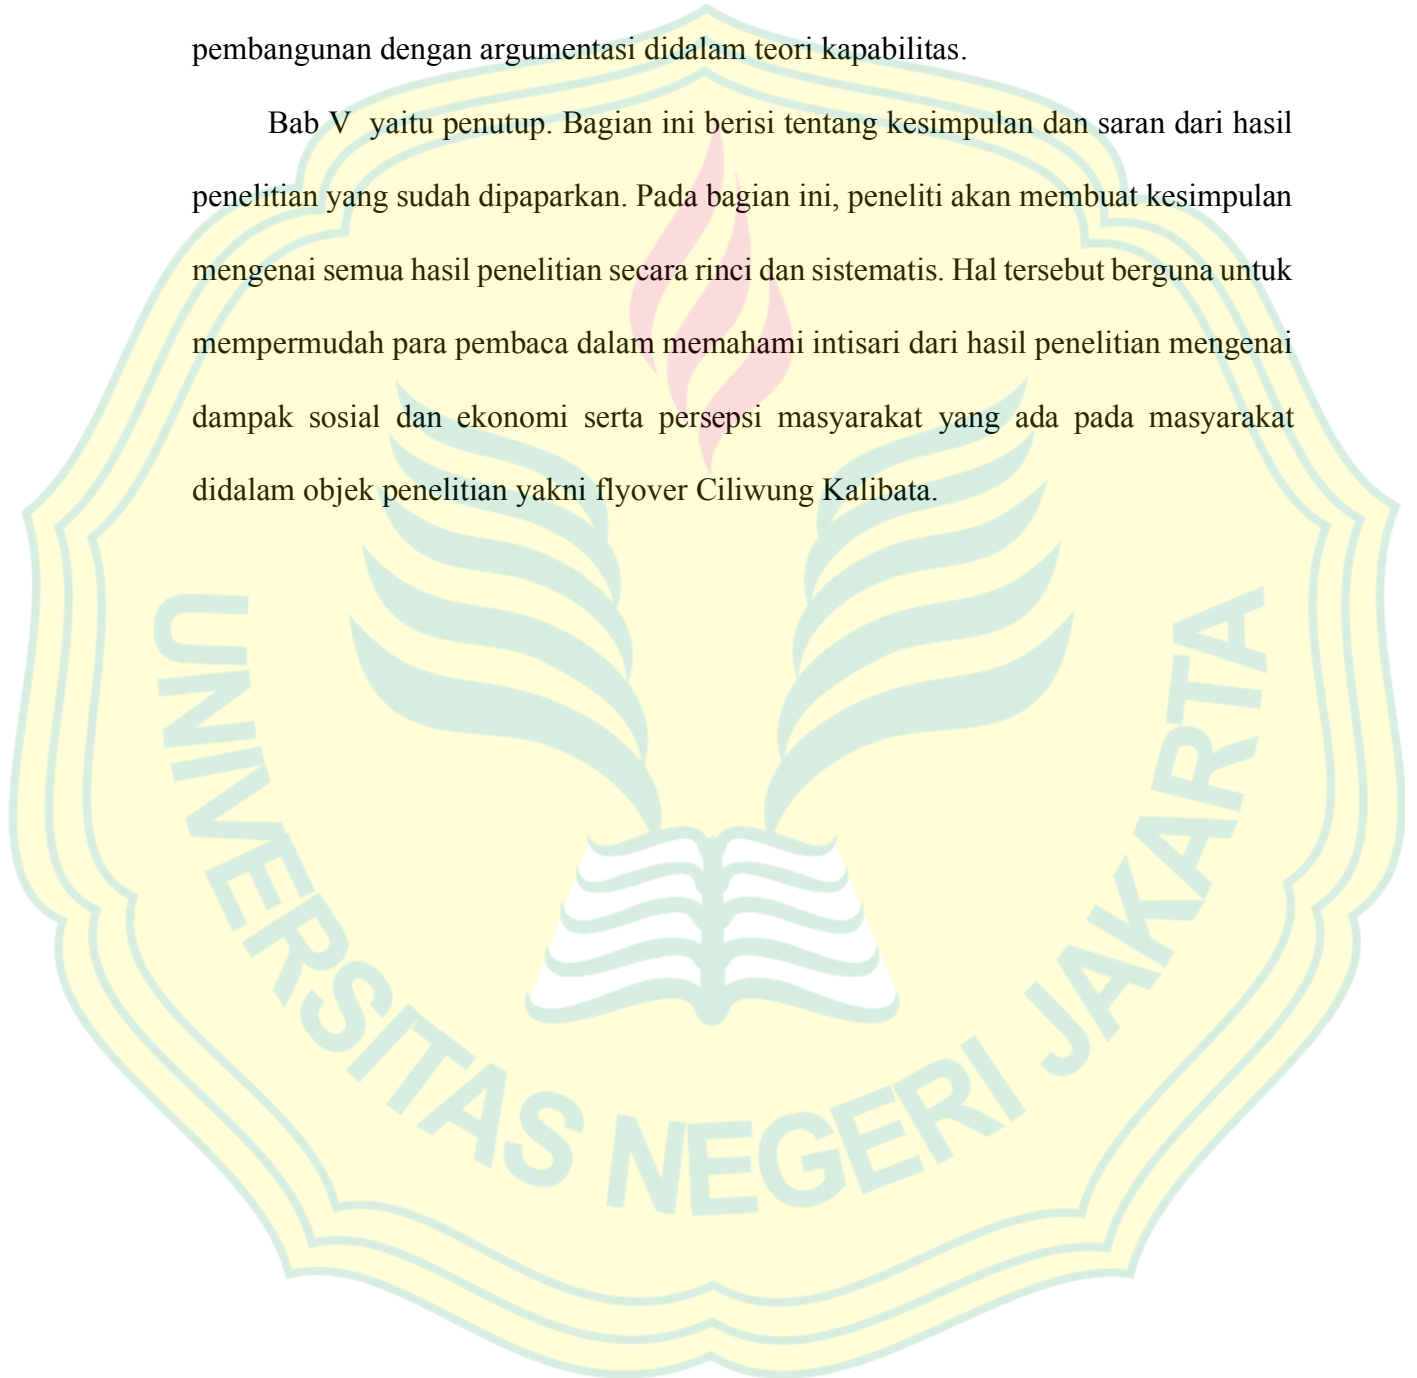 pembangunan dengan argumentasi didalam teori kapabilitas.
Bab V yaitu penutup. Bagian ini berisi tentang kesimpulan dan saran dari hasil
penelitian yang sudah dipaparkan. Pada bagian ini, peneliti akan membuat kesimpulan
mengenai semua hasil penelitian secara rinci dan sistematis. Hal tersebut berguna untuk
mempermudah para pembaca dalam memahami intisari dari hasil penelitian mengenai
dampak sosial dan ekonomi serta persepsi masyarakat yang ada pada masyarakat
didalam objek penelitian yakni flyover Ciliwung Kalibata.
UNIVERSITAS NEGERI JAKARTA